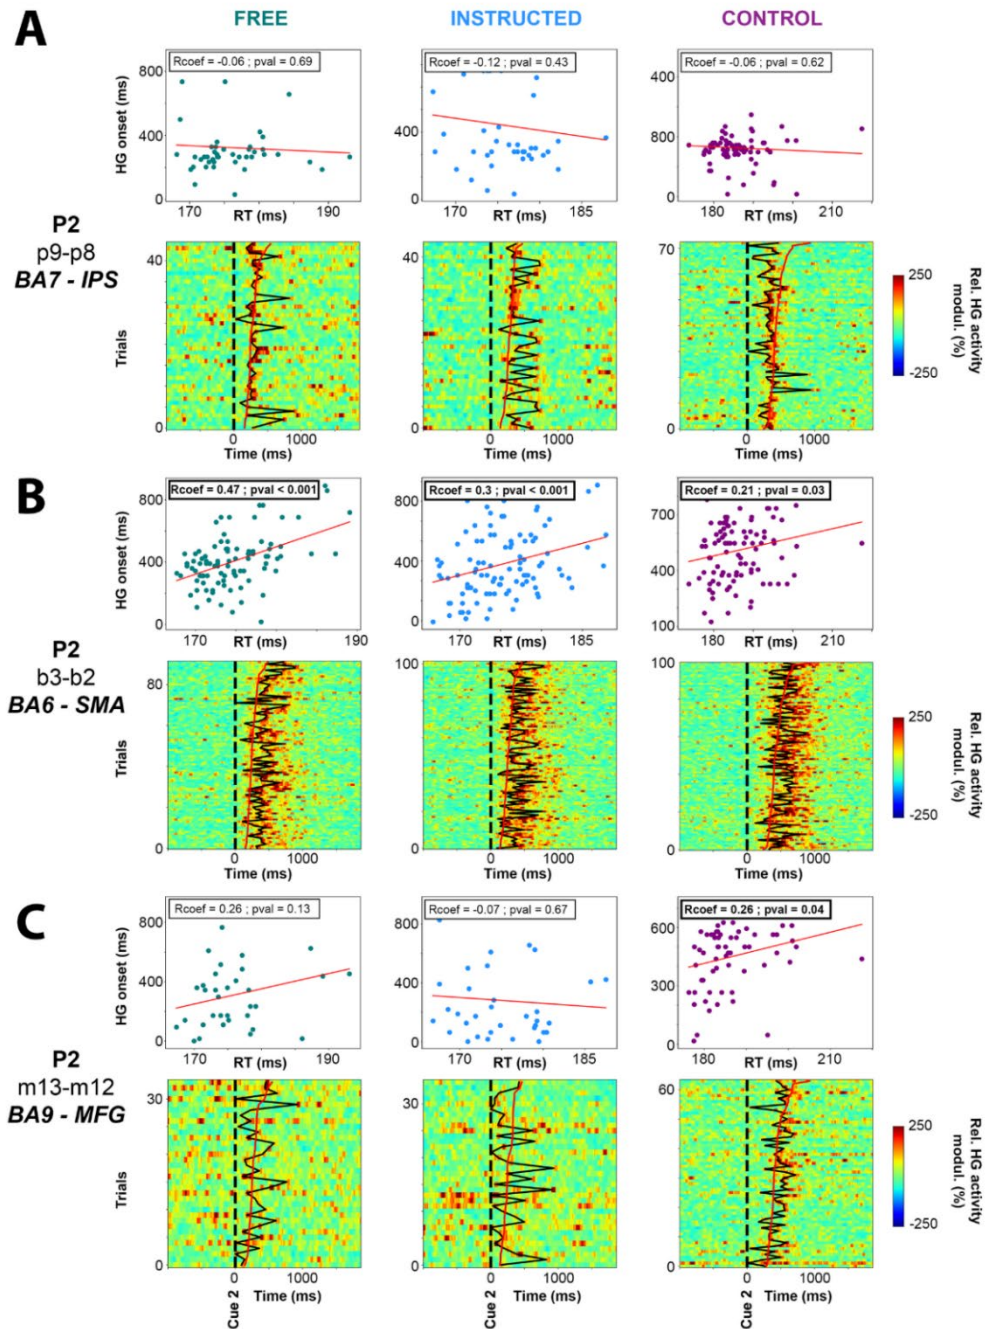 A
FREE
INSTRUCTED
CONTROL
Rcoef = -0.06 ; pval = 0.69
Rcoef = -0.12 ; pval = 0.43
Rcoef = -0.06 ; pval = 0.62
HG onset (ms)
800
400
0
800
400
0
400
800
0
170
RT (ms)
190
170
RT (ms)
185
180
RT (ms)
210
P2
p9-p8
BA7 - IPS
Trials
40
0
40
0
70
0
0
1000
Time (ms)
0
1000
Time (ms)
0
1000
Time (ms)
250
-250
Rel. HG activity
modul. (%)
B
Rcoef = 0.47 ; pval < 0.001
Rcoef = 0.3 ; pval < 0.001
Rcoef = 0.21 ; pval = 0.03
HG onset (ms)
800
400
0
800
400
0
700
400
100
170
RT (ms)
190
170
RT (ms)
185
180
RT (ms)
210
P2
b3-b2
BA6 - SMA
Trials
80
0
100
0
100
0
0
1000
Time (ms)
0
1000
Time (ms)
0
1000
Time (ms)
250
-250
Rel. HG activity
modul. (%)
C
Rcoef = 0.26 ; pval = 0.13
Rcoef = -0.07 ; pval = 0.67
Rcoef = 0.26 ; pval = 0.04
HG onset (ms)
800
400
0
800
400
0
600
300
0
170
RT (ms)
190
170
RT (ms)
185
180
RT (ms)
210
P2
m13-m12
BA9 - MFG
Trials
30
0
30
0
60
0
0
1000
Cue 2
Time (ms)
0
1000
Cue 2
Time (ms)
0
1000
Cue 2
Time (ms)
250
-250
Rel. HG activity
modul. (%)